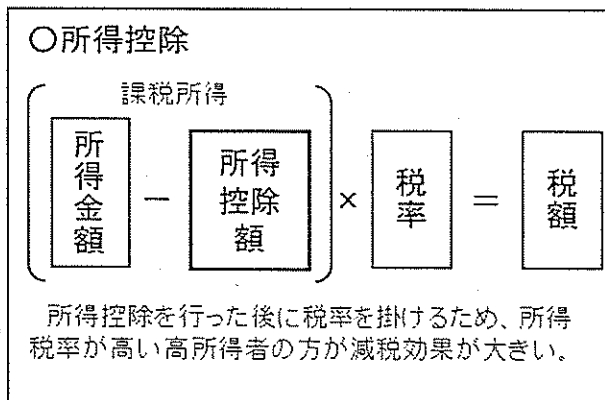 ○所得控除
課税所得
所得金額 － 所得控除額 × 税率 ＝ 税額
所得控除を行った後に税率を掛けるため、所得
税率が高い高所得者の方が減税効果が大きい。